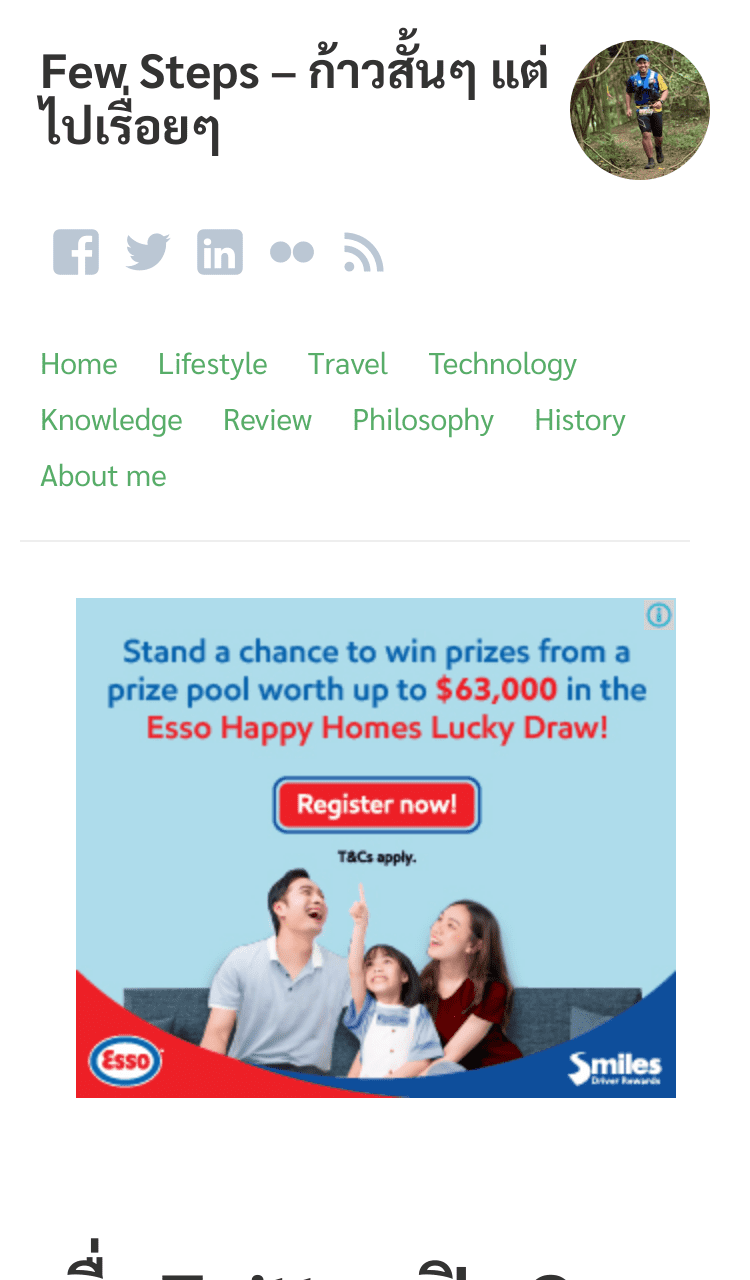 Few Steps – ก้าวสั้นๆ แต่
ไปเรื่อยๆ
Home Lifestyle Travel Technology
Knowledge Review Philosophy History
About me
Stand a chance to win prizes from a
prize pool worth up to $63,000 in the
Esso Happy Homes Lucky Draw!
Register now!
T&Cs apply.
Esso
Smiles
Driver Rewards